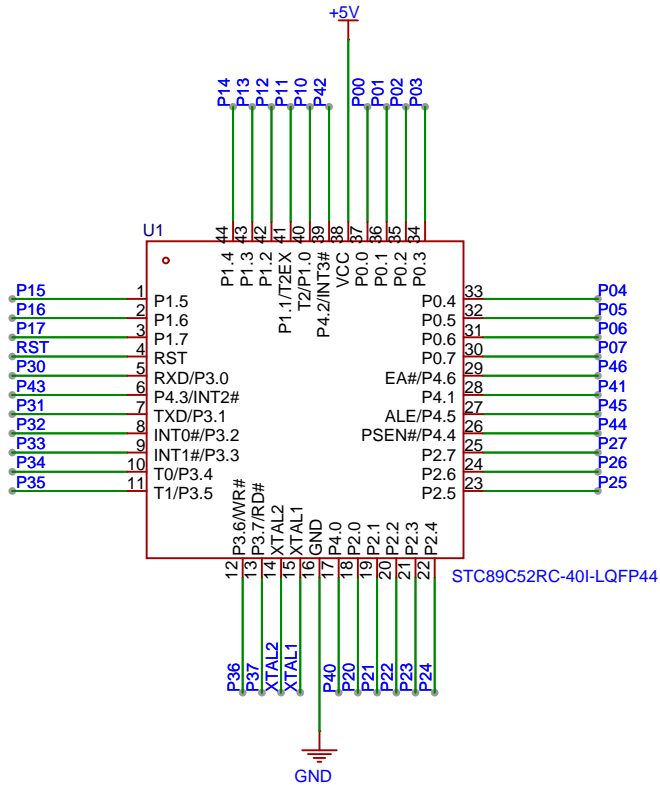 +5V
P14
P13
P12
P11
P10
P42
P00
P01
P02
P03
U1
44
43
42
41
40
39
38
37
36
35
34
P1.4
P1.3
P1.2
P1.1/T2EX
T2/P1.0
P4.2/INT3#
VCC
P0.0
P0.1
P0.2
P0.3
P15 1 P1.5
P16 2 P1.6
P17 3 P1.7
RST 4 RST
P30 5 RXD/P3.0
P43 6 P4.3/INT2#
P31 7 TXD/P3.1
P32 8 INT0#/P3.2
P33 9 INT1#/P3.3
P34 10 T0/P3.4
P35 11 T1/P3.5
P0.4 33 P04
P0.5 32 P05
P0.6 31 P06
P0.7 30 P07
EA#/P4.6 29 P46
P4.1 28 P41
ALE/P4.5 27 P45
PSEN#/P4.4 26 P44
P2.7 25 P27
P2.6 24 P26
P2.5 23 P25
P3.6/WR#
P3.7/RD#
XTAL2
XTAL1
GND
P4.0
P2.0
P2.1
P2.2
P2.3
P2.4
12
13
14
15
16
17
18
19
20
21
22
STC89C52RC-40I-LQFP44
P36
P37
XTAL2
XTAL1
P40
P20
P21
P22
P23
P24
GND